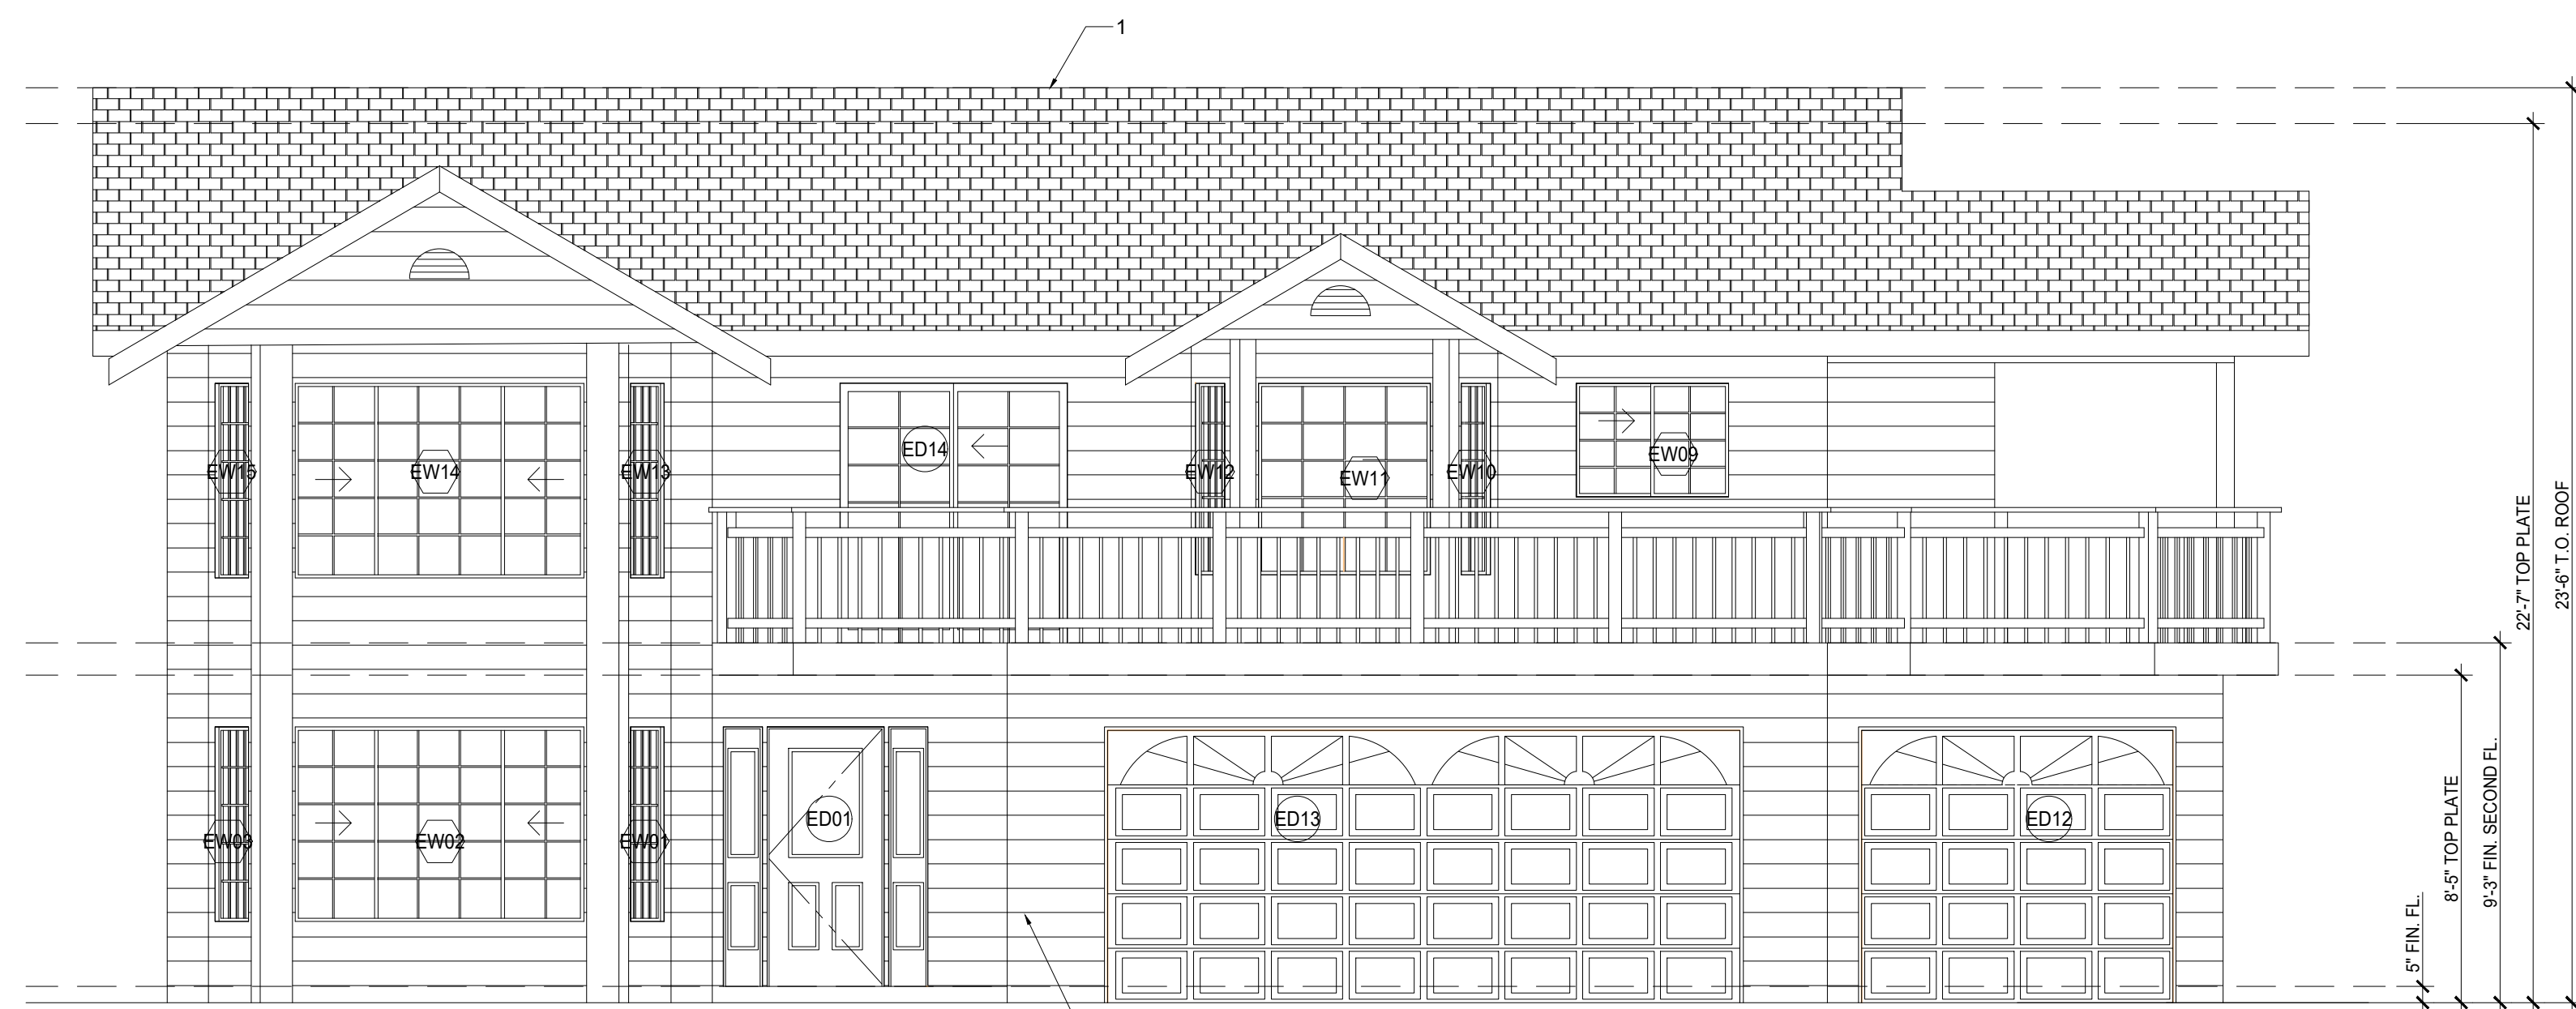 1
ED14
EW09
EW15
EW14
EW13
EW12
EW11
EW10
ED01
ED13
ED12
EW03
EW02
EW01
5" FIN. FL.
8'-5" TOP PLATE
9'-3" FIN. SECOND FL.
22'-7" TOP PLATE
23'-6" T.O. ROOF